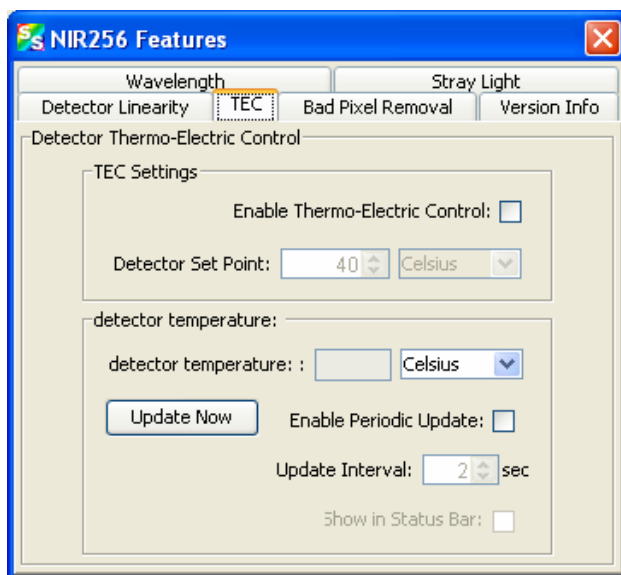 SS NIR256 Features
Wavelength Stray Light
Detector Linearity TEC Bad Pixel Removal Version Info
Detector Thermo-Electric Control
TEC Settings
Enable Thermo-Electric Control:
Detector Set Point: 40 Celsius
detector temperature:
detector temperature: : Celsius
Update Now Enable Periodic Update:
Update Interval: 2 sec
Show in Status Bar: